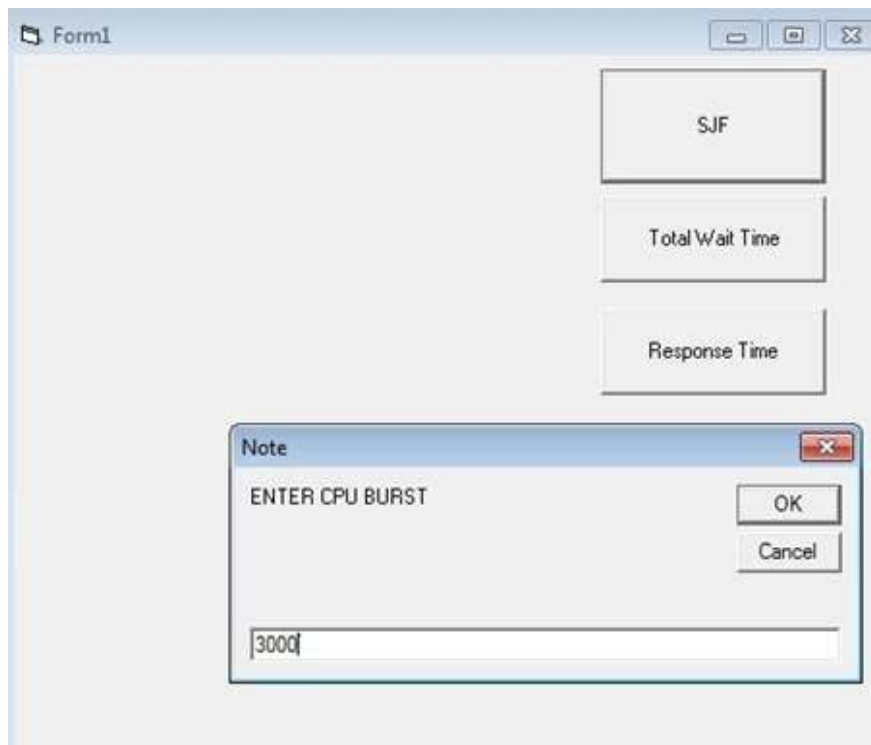 Form1
SJF
Total Wait Time
Response Time
Note
ENTER CPU BURST
OK
Cancel
3000